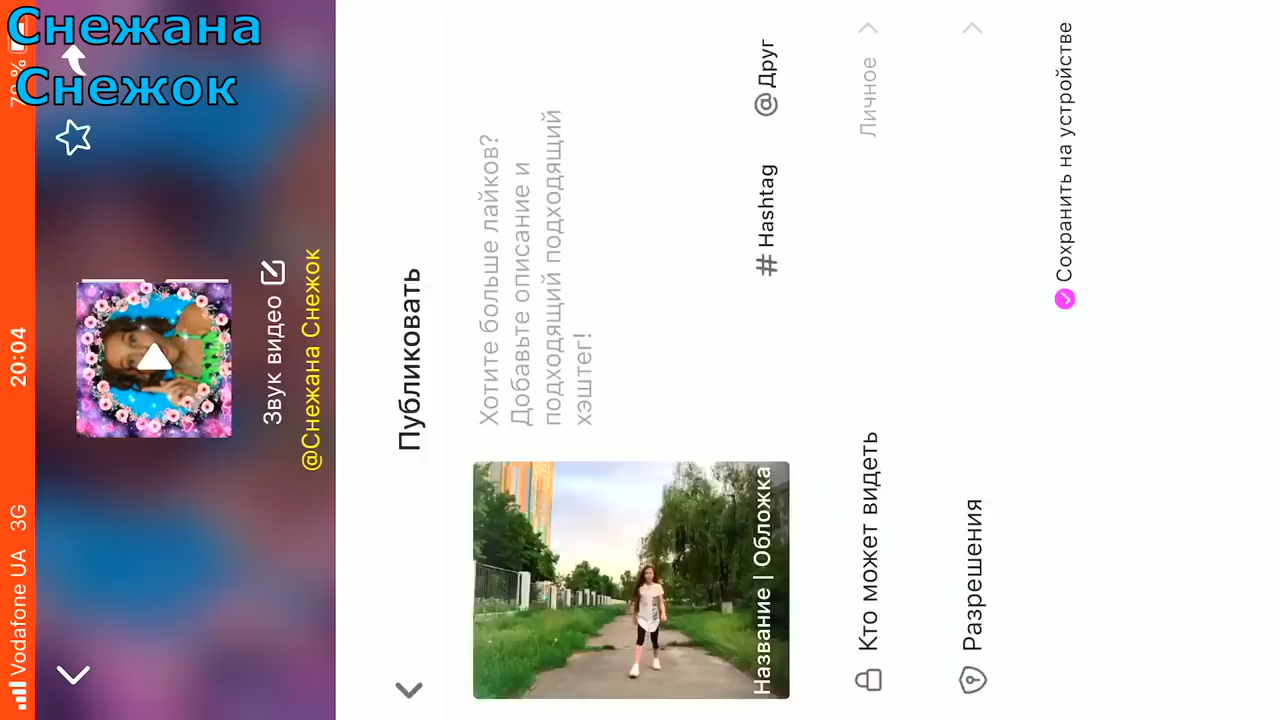 Снежана
Снежок
Vodafone UA 3G 20:04
Звук видео
@Снежана Снежок
Публиковать
Хотите больше лайков?
Добавьте описание и
подходящий подходящий
хэштег!
Название | Обложка
# Hashtag @ Друг
Кто может видеть Личное
Разрешения
Сохранить на устройстве